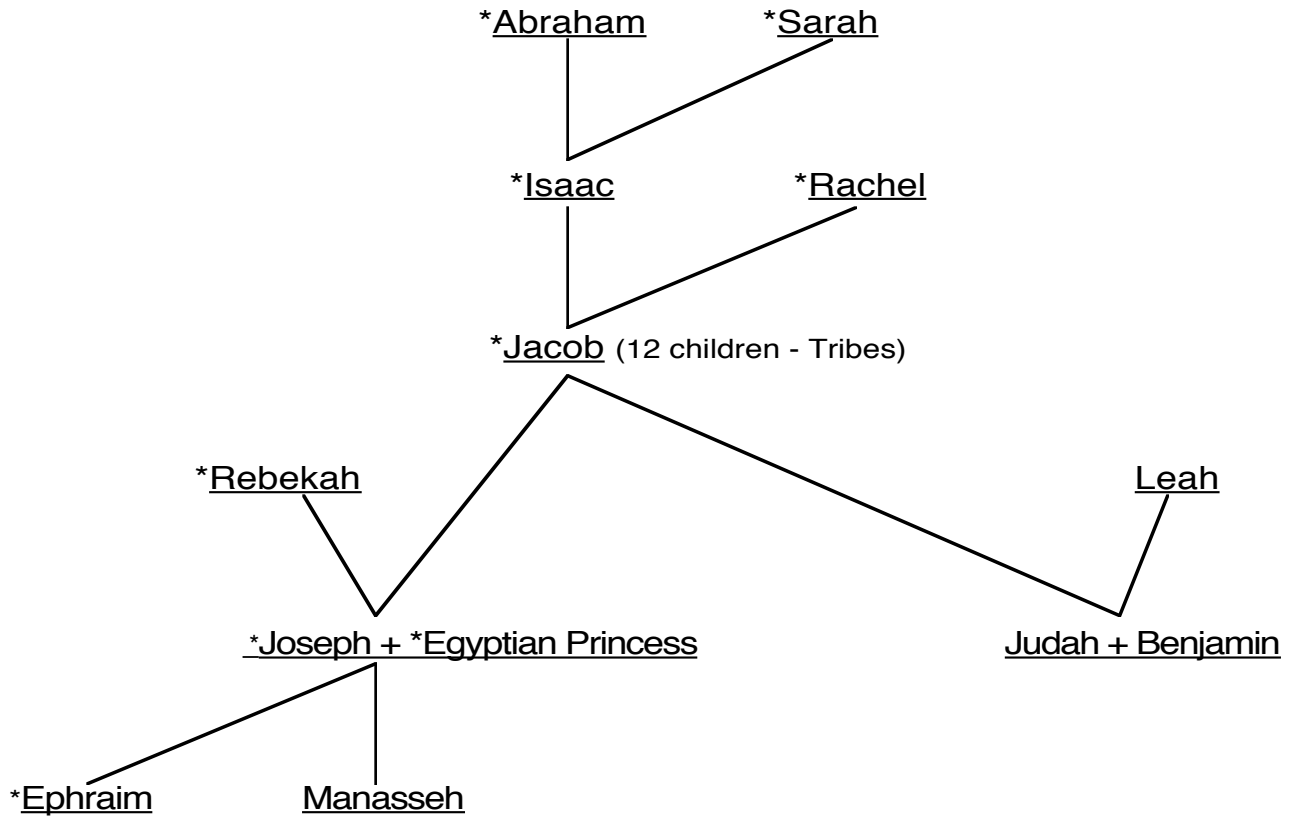 *Abraham *Sarah
*Isaac *Rachel
*Jacob (12 children - Tribes)
*Rebekah Leah
*Joseph + *Egyptian Princess Judah + Benjamin
*Ephraim Manasseh